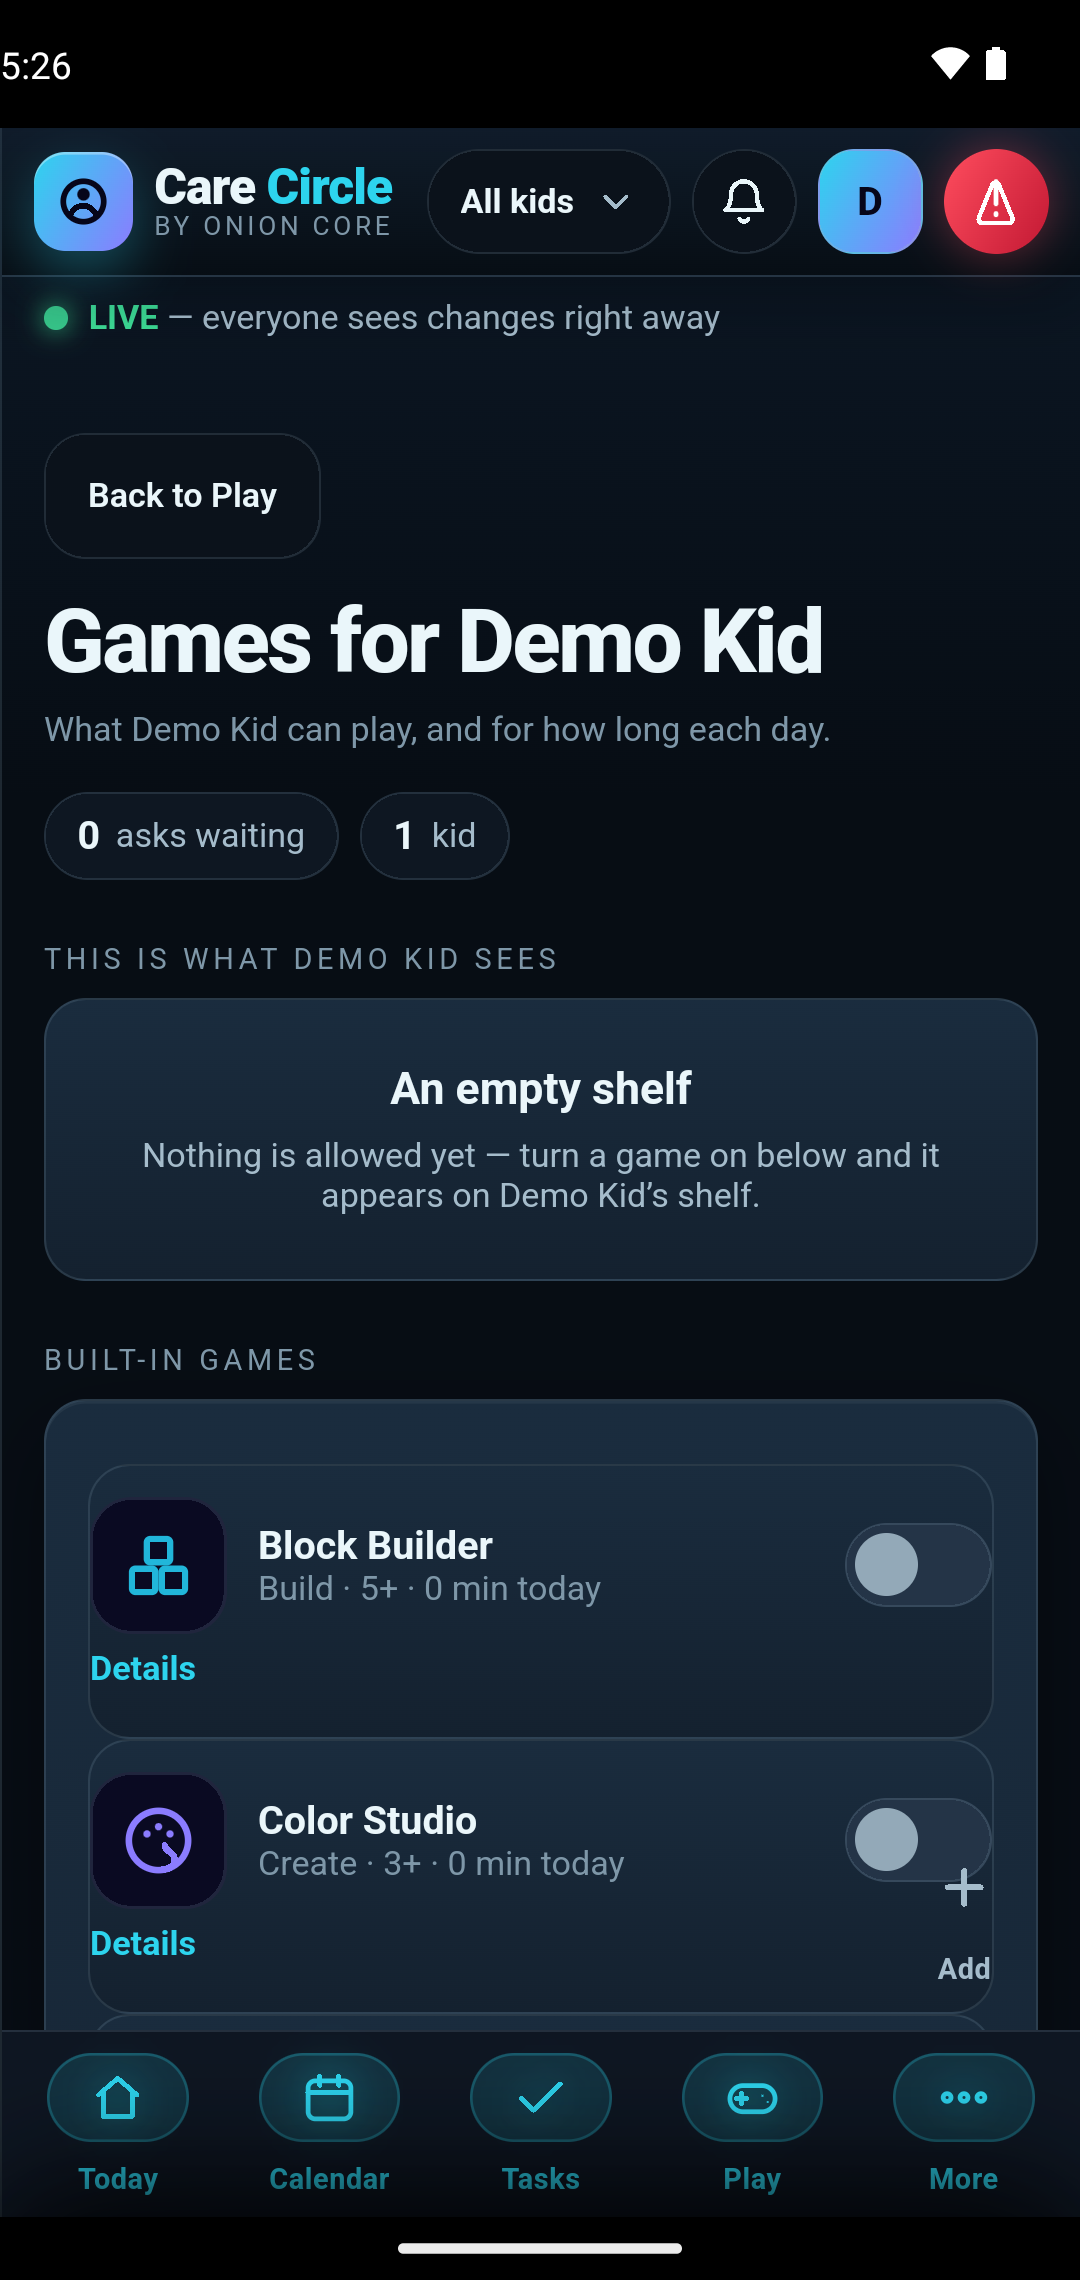 5:26
Care Circle
BY ONION CORE
All kids
D
LIVE — everyone sees changes right away
Back to Play
Games for Demo Kid
What Demo Kid can play, and for how long each day.
0 asks waiting
1 kid
THIS IS WHAT DEMO KID SEES
An empty shelf
Nothing is allowed yet — turn a game on below and it
appears on Demo Kid’s shelf.
BUILT-IN GAMES
Block Builder
Build · 5+ · 0 min today
Details
Color Studio
Create · 3+ · 0 min today
Details
Add
Today
Calendar
Tasks
Play
More